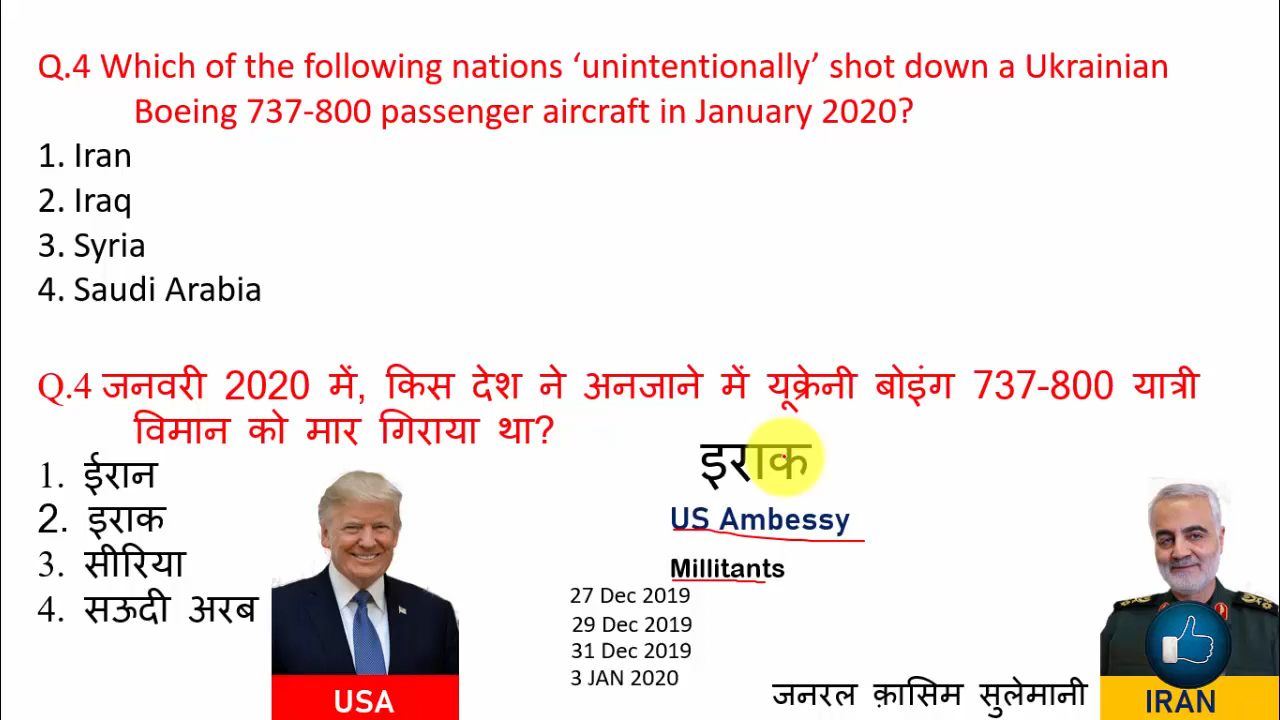 Q.4 Which of the following nations ‘unintentionally’ shot down a Ukrainian
Boeing 737-800 passenger aircraft in January 2020?
1. Iran
2. Iraq
3. Syria
4. Saudi Arabia
Q.4 जनवरी 2020 में, किस देश ने अनजाने में यूक्रेनी बोइंग 737-800 यात्री
विमान को मार गिराया था?
1. ईरान
2. इराक
3. सीरिया
4. सऊदी अरब
इराक
US Ambessy
Millitants
27 Dec 2019
29 Dec 2019
31 Dec 2019
3 JAN 2020
USA
जनरल क़ासिम सुलेमानी
IRAN